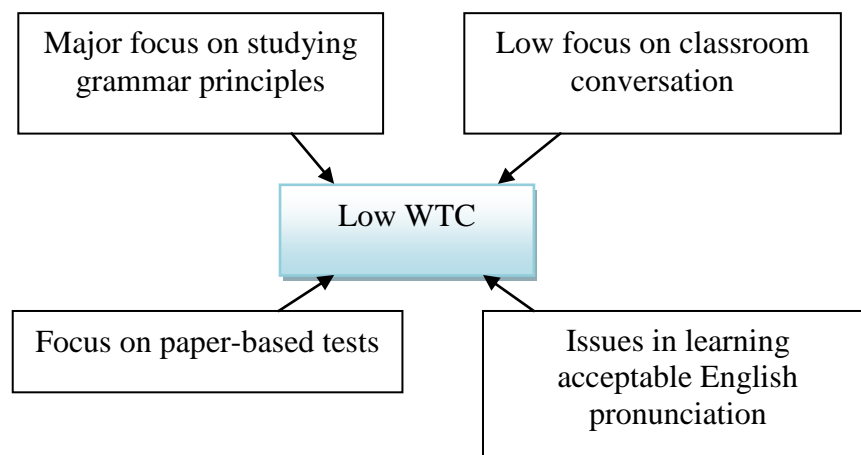 Major focus on studying
grammar principles
Low focus on classroom
conversation
Low WTC
Focus on paper-based tests
Issues in learning
acceptable English
pronunciation